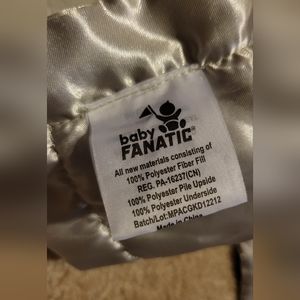 baby
FANATIC
All new materials consisting of
100% Polyester Fiber Fill
REG. PA-16237(CN)
100% Polyester Pile Upside
100% Polyester Underside
Batch/Lot:MPACGKD12212
Made in China